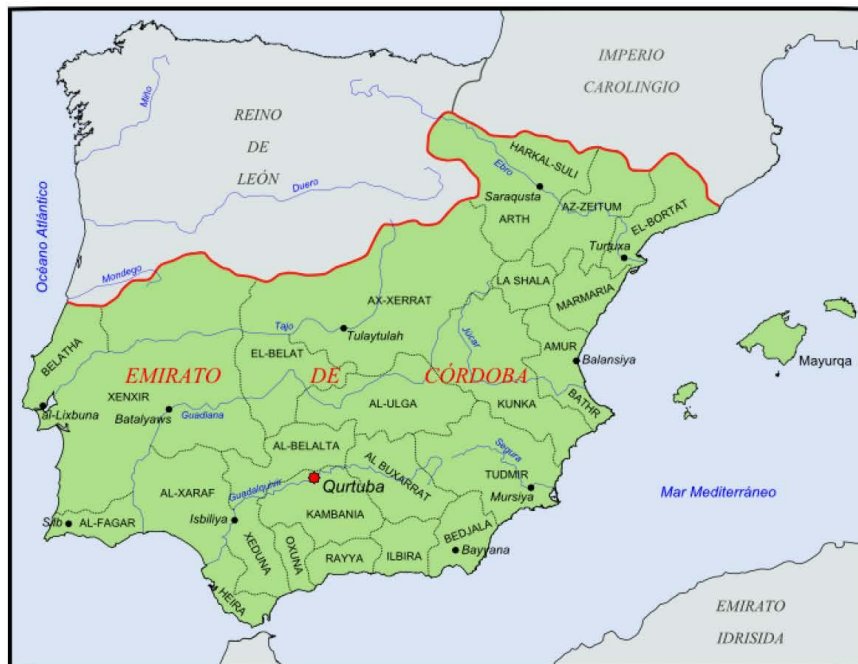 IMPERIO
CAROLINGIO
REINO
DE
LEÓN
Miño
Duero
Ebro
HARKAL-SULI
Saraqusta
AZ-ZEITUM
ARTH
EL-BORTAT
Turtuxa
Océano Atlántico
Mondego
LA SHALA
MARMARIA
AX-XERRAT
Tajo
Tulaytulah
Júcar
AMUR
Balansiya
Mayurqa
BELATHA
EL-BELAT
EMIRATO DE CÓRDOBA
XENXIR
al-Lixbuna
Batalyaws
Guadiana
AL-ULGA
KUNKA
BATHR
AL-BELALTA
Segura
AL BUXARRAT
TUDMIR
Mursiya
Mar Mediterráneo
AL-XARAF
Guadalquivir
Qurtuba
KAMBANIA
Silb
AL-FAGAR
Isbiliya
XEDUNA
OXUNA
RAYYA
ILBIRA
BEDJALA
Bayyana
HEIRA
EMIRATO
IDRISIDA